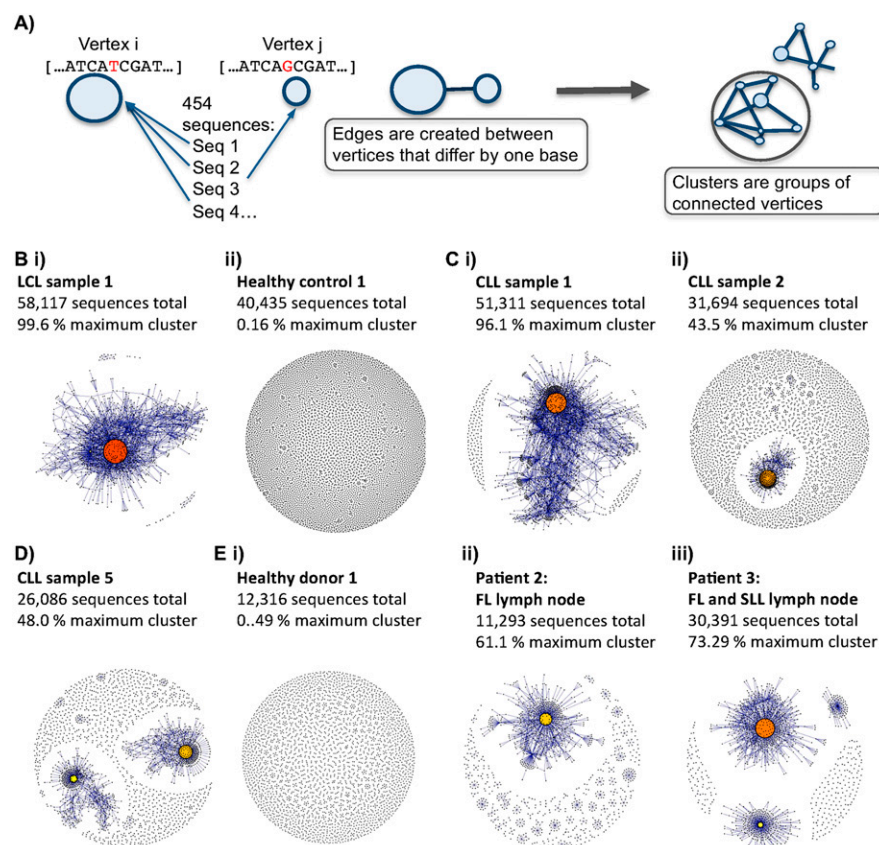 A)
Vertex i
[…ATCATCGAT…]
Vertex j
[…ATCAGCGAT…]
454
sequences:
Seq 1
Seq 2
Seq 3
Seq 4…
Edges are created between
vertices that differ by one base
Clusters are groups of
connected vertices
B i)
LCL sample 1
58,117 sequences total
99.6 % maximum cluster
ii)
Healthy control 1
40,435 sequences total
0.16 % maximum cluster
C i)
CLL sample 1
51,311 sequences total
96.1 % maximum cluster
ii)
CLL sample 2
31,694 sequences total
43.5 % maximum cluster
D)
CLL sample 5
26,086 sequences total
48.0 % maximum cluster
E i)
Healthy donor 1
12,316 sequences total
0..49 % maximum cluster
ii)
Patient 2:
FL lymph node
11,293 sequences total
61.1 % maximum cluster
iii)
Patient 3:
FL and SLL lymph node
30,391 sequences total
73.29 % maximum cluster